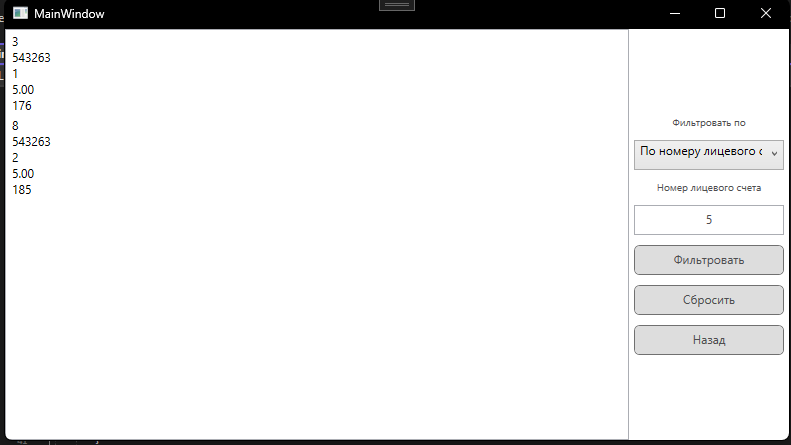 MainWindow
3
543263
1
5.00
176
8
543263
2
5.00
185
Фильтровать по
По номеру лицевого с
Номер лицевого счета
5
Фильтровать
Сбросить
Назад